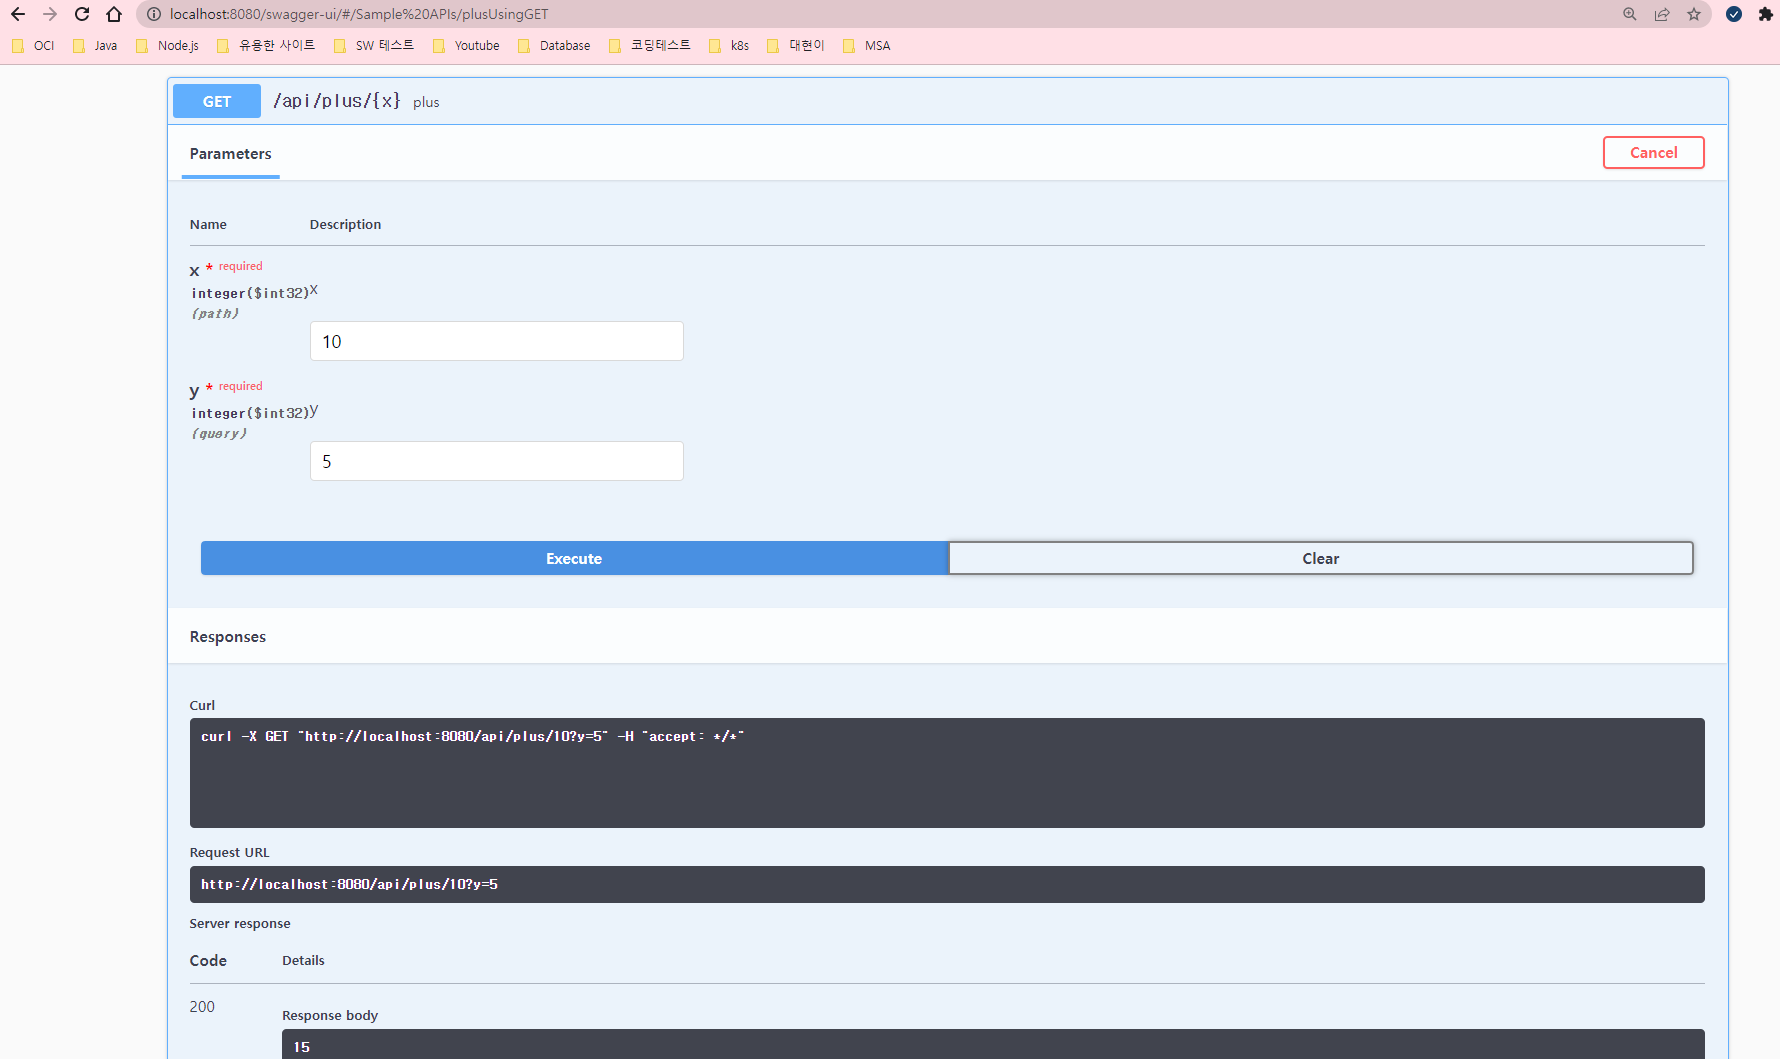 localhost:8080/swagger-ui/#/Sample%20APIs/plusUsingGET
OCI Java Node.js 유용한 사이트 SW 테스트 Youtube Database 코딩테스트 k8s 대현이 MSA
GET /api/plus/{x} plus
Parameters Cancel
Name Description
x * required
integer($int32) x
(path)
10
y * required
integer($int32) y
(query)
5
Execute Clear
Responses
Curl
curl -X GET "http://localhost:8080/api/plus/10?y=5" -H "accept: */*"
Request URL
http://localhost:8080/api/plus/10?y=5
Server response
Code Details
200
Response body
15